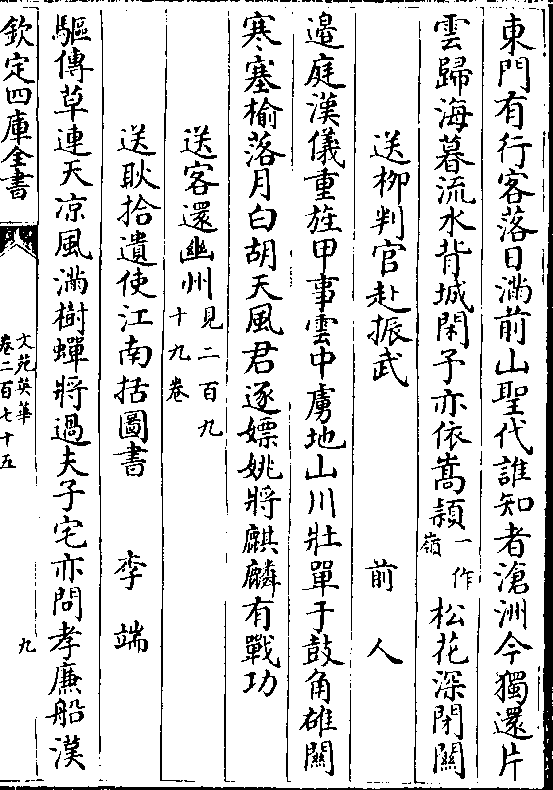 東門有行客落日滿前山聖代誰知者滄洲今獨還片
雲歸海暮流水背城閑予亦依嵩潁一作嶺松花深閉關
送柳判官赴振武 前人
邉庭漢儀重旌甲事雲中虜地山川壯單于鼓角雄關
寒塞榆落月白胡天風君逐嫖姚將麒麟有戰功
送客還幽州見二百九十九卷
送耿拾遺使江南括圖書 李端
驅傳草連天凉風滿樹蟬將過夫子宅亦問孝廉船漢
欽定四庫全書
文苑英華
卷二百七十五
九